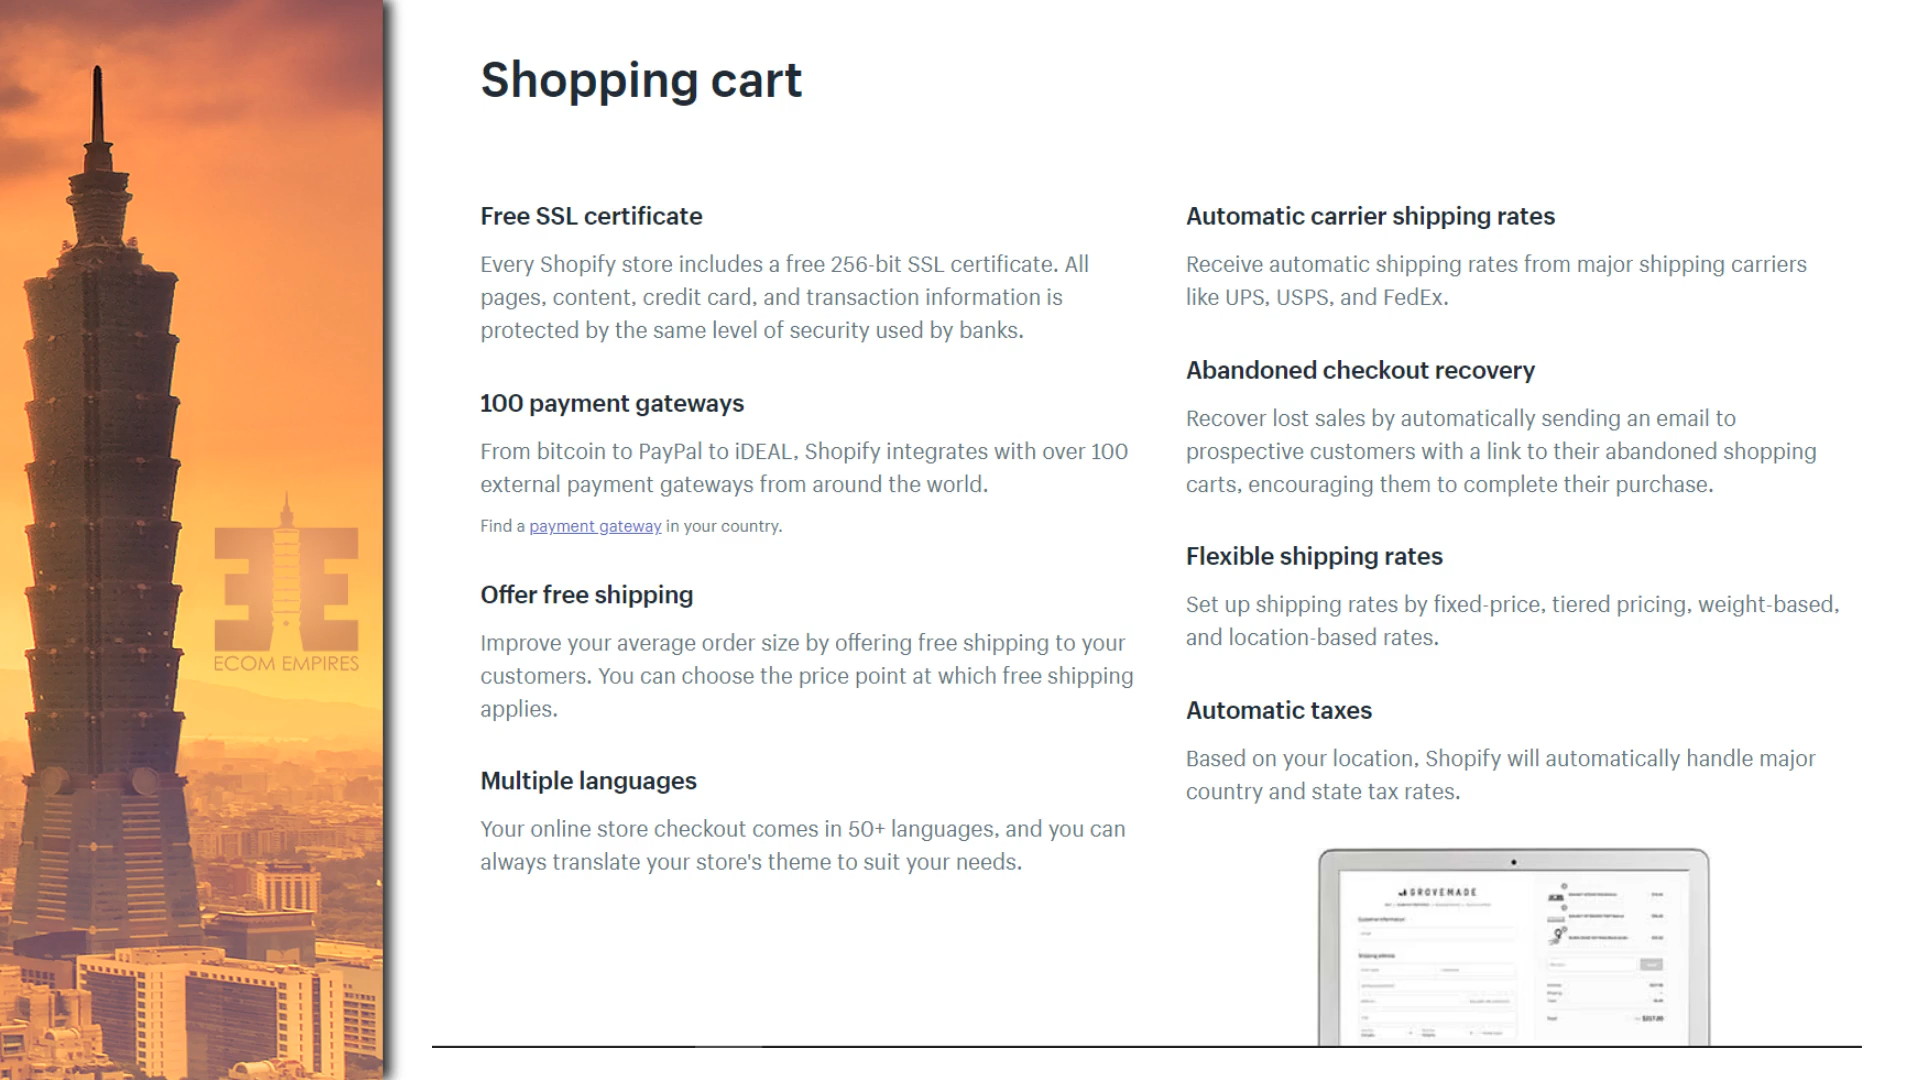 Shopping cart
Free SSL certificate
Every Shopify store includes a free 256-bit SSL certificate. All
pages, content, credit card, and transaction information is
protected by the same level of security used by banks.
100 payment gateways
From bitcoin to PayPal to iDEAL, Shopify integrates with over 100
external payment gateways from around the world.
Find a payment gateway in your country.
Offer free shipping
Improve your average order size by offering free shipping to your
customers. You can choose the price point at which free shipping
applies.
Multiple languages
Your online store checkout comes in 50+ languages, and you can
always translate your store's theme to suit your needs.
Automatic carrier shipping rates
Receive automatic shipping rates from major shipping carriers
like UPS, USPS, and FedEx.
Abandoned checkout recovery
Recover lost sales by automatically sending an email to
prospective customers with a link to their abandoned shopping
carts, encouraging them to complete their purchase.
Flexible shipping rates
Set up shipping rates by fixed-price, tiered pricing, weight-based,
and location-based rates.
Automatic taxes
Based on your location, Shopify will automatically handle major
country and state tax rates.
GROVEMADE
Customer information
Shipping address
ECOM EMPIRES